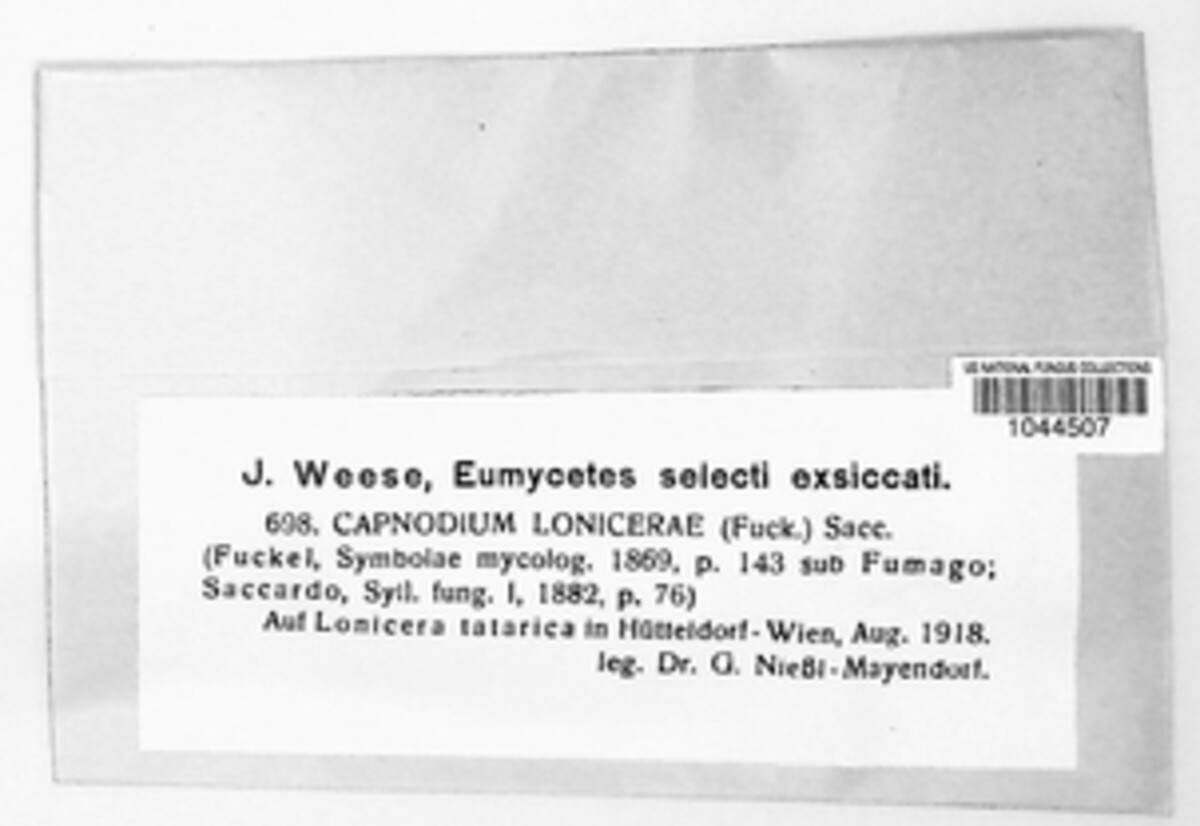 US NATIONAL FUNGUS COLLECTIONS
1044507
J. Weese, Eumycetes selecti exsiccati.
698. CAPNODIUM LONICERAE (Fuck.) Sacc.
(Fuckel, Symbolae mycolog. 1869, p. 143 sub Fumago;
Saccardo, Syll. fung. I, 1882, p. 76)
Auf Lonicera tatarica in Hütteldorf-Wien, Aug. 1918.
leg. Dr. G. Nießl-Mayendorf.